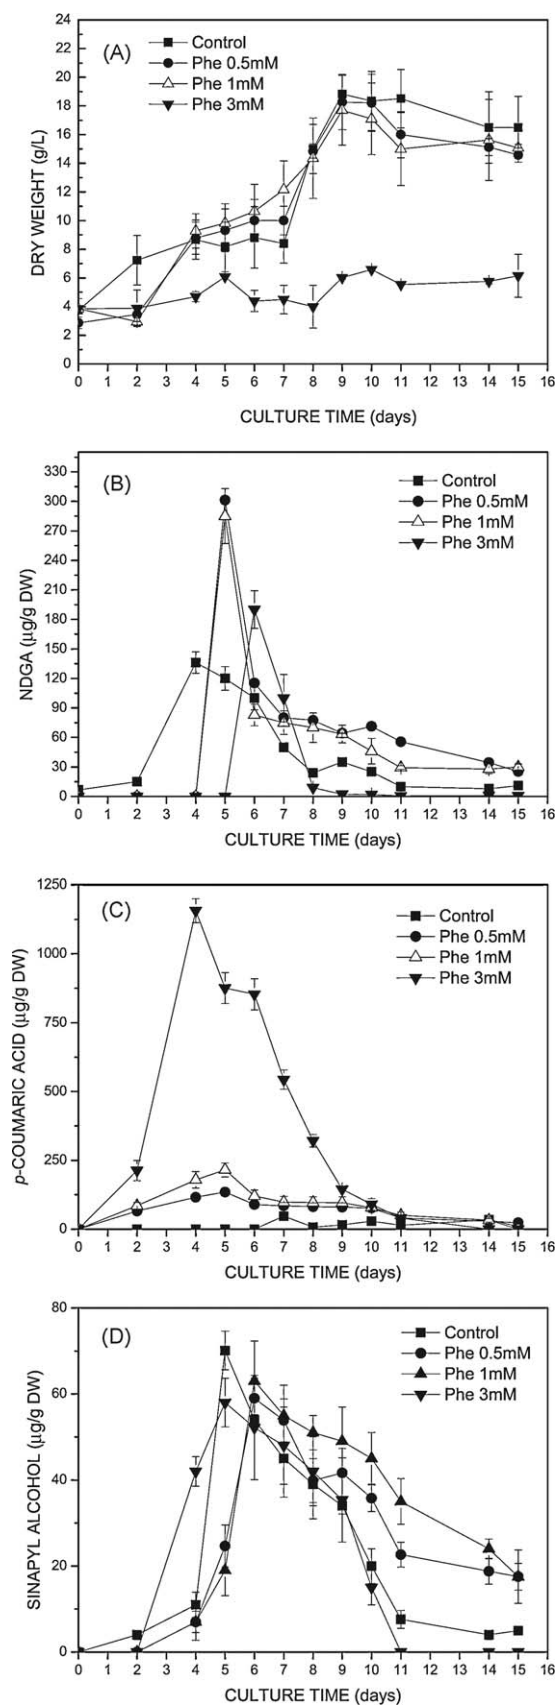 (A)
Control
Phe 0.5mM
Phe 1mM
Phe 3mM
DRY WEIGHT (g/L)
24
22
20
18
16
14
12
10
8
6
4
2
0
0 1 2 3 4 5 6 7 8 9 10 11 12 13 14 15 16
CULTURE TIME (days)
(B)
Control
Phe 0.5mM
Phe 1mM
Phe 3mM
NDGA (μg/g DW)
330
300
270
240
210
180
150
120
90
60
30
0
0 1 2 3 4 5 6 7 8 9 10 11 12 13 14 15 16
CULTURE TIME (days)
(C)
Control
Phe 0.5mM
Phe 1mM
Phe 3mM
p-COUMARIC ACID (μg/g DW)
1250
1000
750
500
250
0
0 1 2 3 4 5 6 7 8 9 10 11 12 13 14 15 16
CULTURE TIME (days)
(D)
Control
Phe 0.5mM
Phe 1mM
Phe 3mM
SINAPYL ALCOHOL (μg/g DW)
80
60
40
20
0
0 1 2 3 4 5 6 7 8 9 10 11 12 13 14 15 16
CULTURE TIME (days)